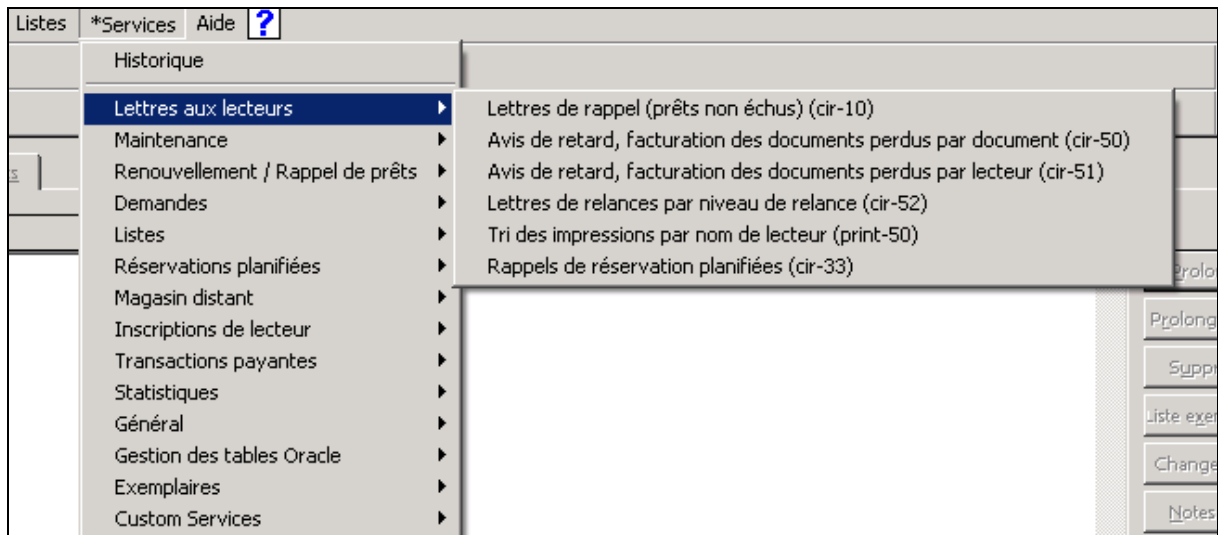 Listes *Services Aide ?
Historique
Lettres aux lecteurs
Maintenance
Renouvellement / Rappel de prêts
Demandes
Listes
Réservations planifiées
Magasin distant
Inscriptions de lecteur
Transactions payantes
Statistiques
Général
Gestion des tables Oracle
Exemplaires
Custom Services
Lettres de rappel (prêts non échus) (cir-10)
Avis de retard, facturation des documents perdus par document (cir-50)
Avis de retard, facturation des documents perdus par lecteur (cir-51)
Lettres de relances par niveau de relance (cir-52)
Tri des impressions par nom de lecteur (print-50)
Rappels de réservation planifiées (cir-33)
Prolong
Suppr
Liste exer
Change
Notes